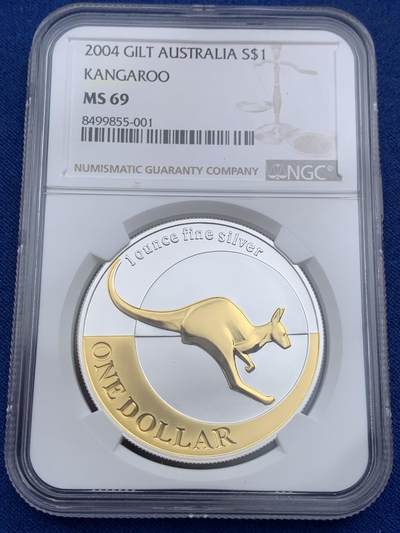 2004 GILT AUSTRALIA S$1
KANGAROO
MS 69
8499855-001
NUMISMATIC GUARANTY COMPANY
NGC
1 ounce fine silver
ONE DOLLAR